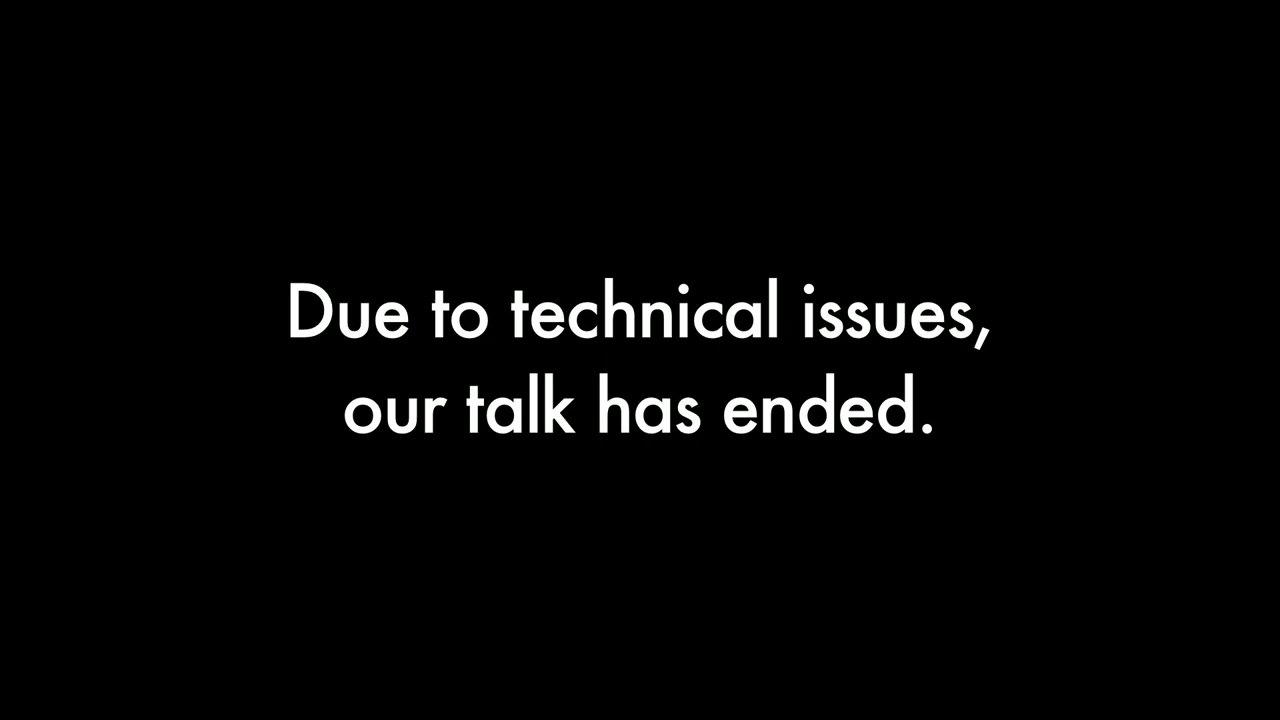 Due to technical issues,
our talk has ended.